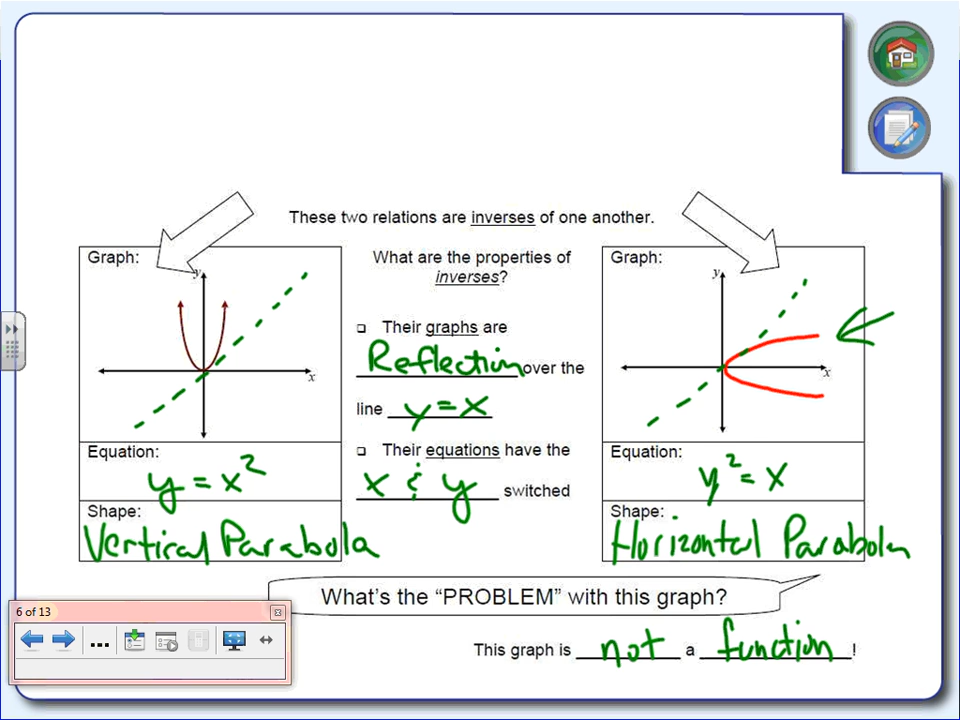 These two relations are inverses of one another.
Graph:
y
x
Equation:
y = x²
Shape:
Vertical Parabola
What are the properties of
inverses?
❑ Their graphs are
Reflection over the
line y = x
❑ Their equations have the
x & y switched
Graph:
y
x
Equation:
y² = x
Shape:
Horizontal Parabola
What's the “PROBLEM” with this graph?
This graph is not a function!
6 of 13